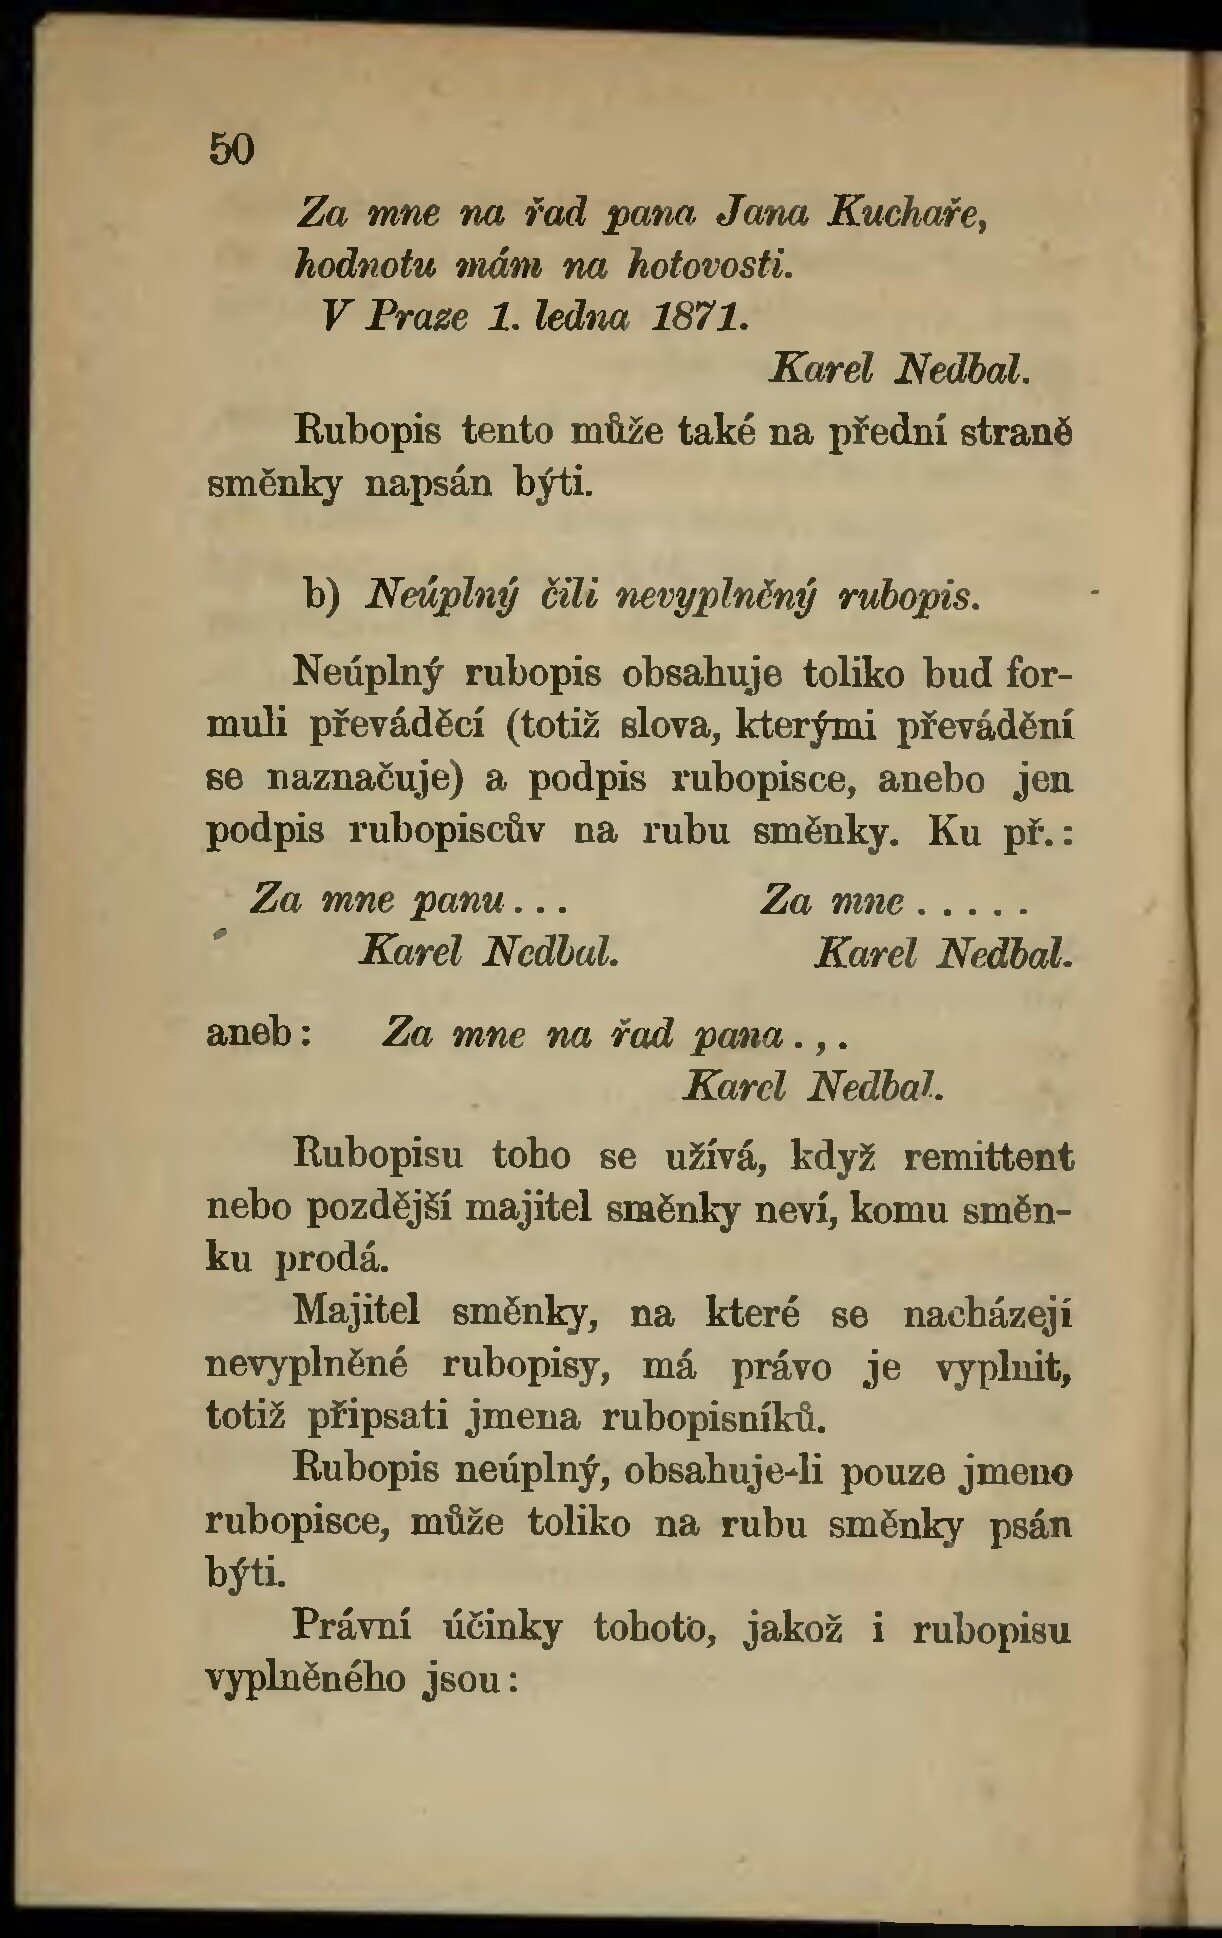 50
Za mne na řad pana Jana Kuchaře,
hodnotu mám na hotovosti.
V Praze 1. ledna 1871.
Karel Nedbal.
Rubopis tento může také na přední straně
směnky napsán býti.
b) Neúplný čili nevyplněný rubopis.
Neúplný rubopis obsahuje toliko buď for-
muli převáděcí (totiž slova, kterými převádění
se naznačuje) a podpis rubopisce, anebo jen
podpis rubopiscův na rubu směnky. Ku př.:
Za mne panu... Za mne.....
Karel Nedbal. Karel Nedbal.
aneb: Za mne na řad pana.,.
Karel Nedbal.
Rubopisu toho se užívá, když remittent
nebo pozdější majitel směnky neví, komu směn-
ku prodá.
Majitel směnky, na které se nacházejí
nevyplněné rubopisy, má právo je vyplnit,
totiž připsati jmena rubopisníků.
Rubopis neúplný, obsahuje-li pouze jmeno
rubopisce, může toliko na rubu směnky psán
býti.
Právní účinky tohoto, jakož i rubopisu
vyplněného jsou: